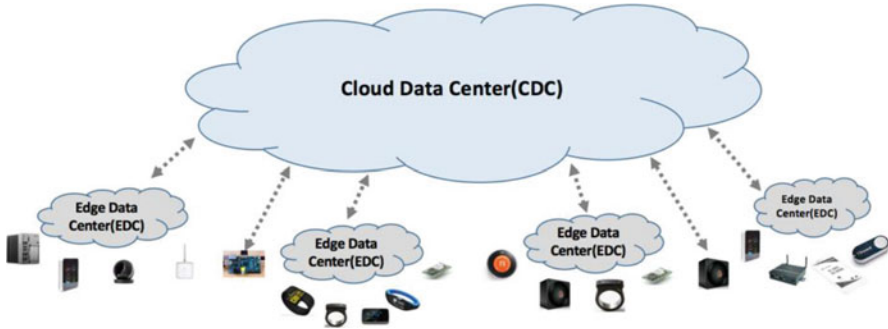 Cloud Data Center(CDC)
Edge Data
Center(EDC)
Edge Data
Center(EDC)
Edge Data
Center(EDC)
Edge Data
Center(EDC)